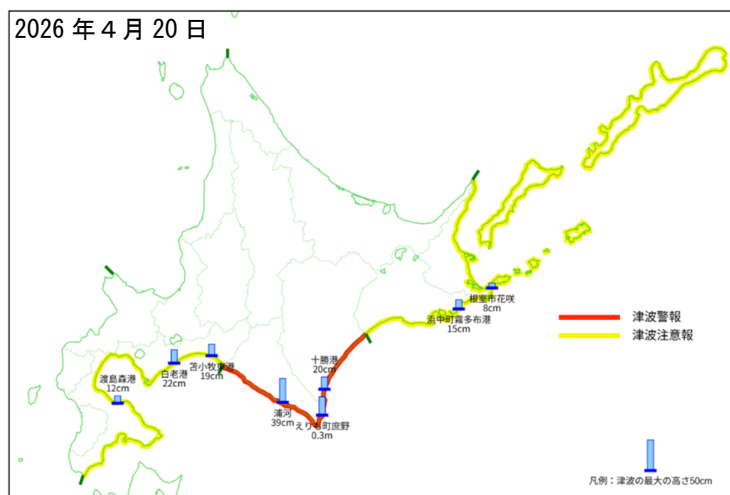 2026年４月20日
根室市花咲
8cm
浜中町霧多布港
15cm
津波警報
津波注意報
十勝港
20cm
苫小牧東港
19cm
白老港
22cm
渡島森港
12cm
浦河
39cm
えりも町庶野
0.3m
凡例：津波の最大の高さ50cm